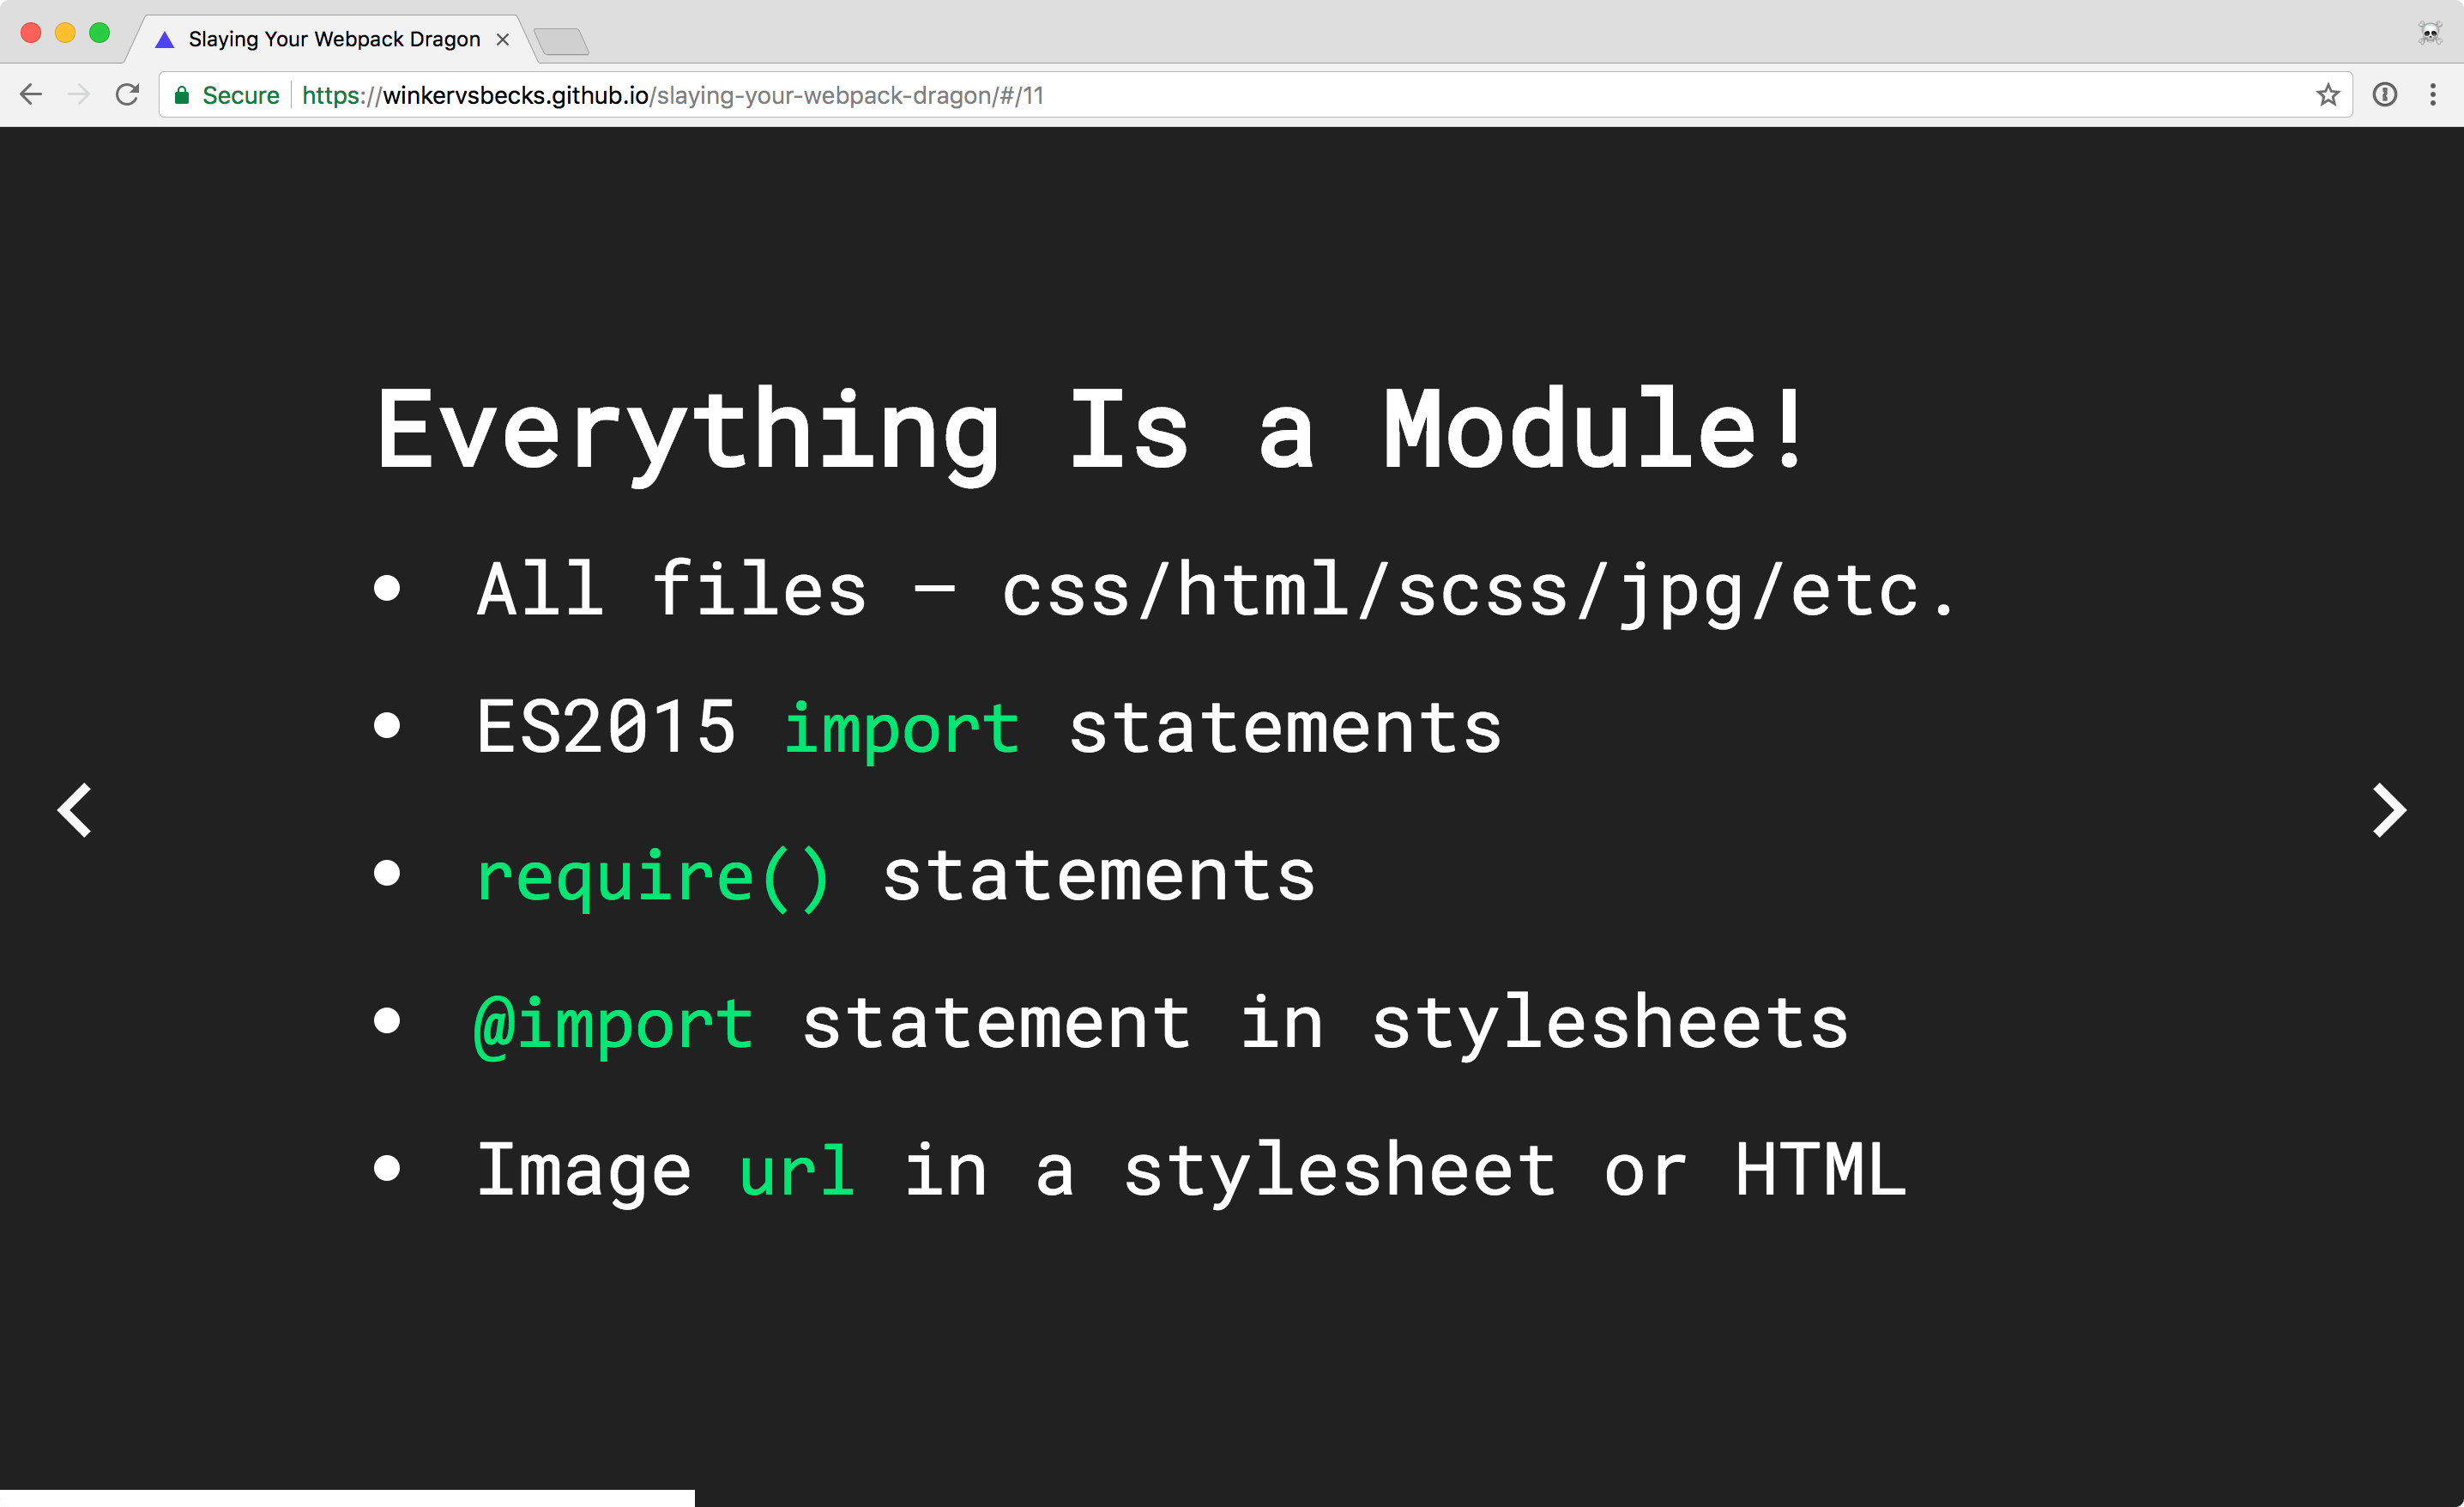 Slaying Your Webpack Dragon
Secure https://winkervsbecks.github.io/slaying-your-webpack-dragon/#/11
Everything Is a Module!
• All files – css/html/scss/jpg/etc.
• ES2015 import statements
• require() statements
• @import statement in stylesheets
• Image url in a stylesheet or HTML